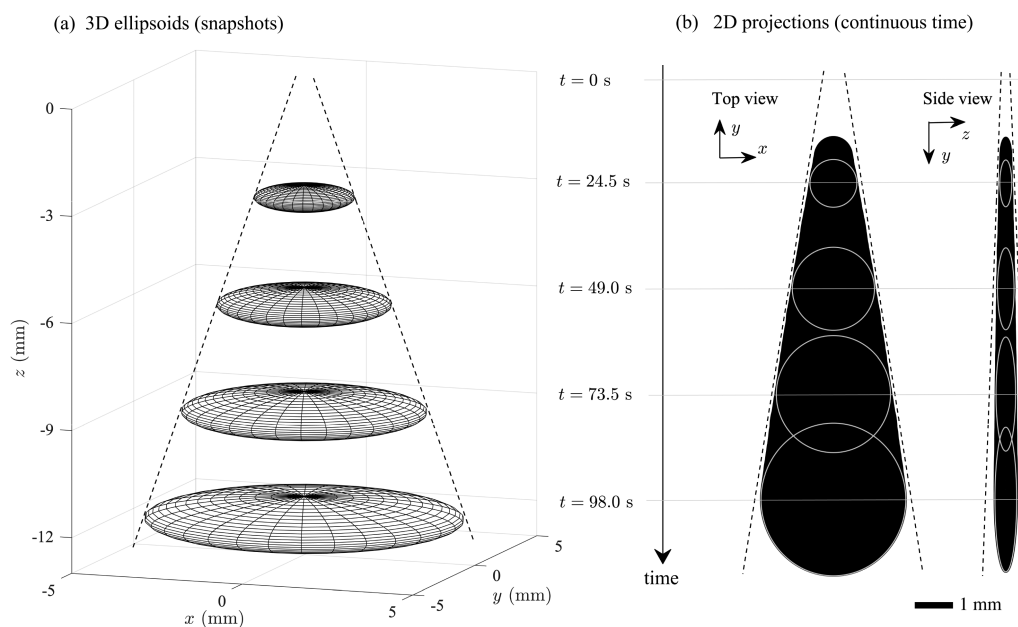 (a) 3D ellipsoids (snapshots)
(b) 2D projections (continuous time)
t = 0 s
Top view
y
x
Side view
z
y
t = 24.5 s
t = 49.0 s
t = 73.5 s
t = 98.0 s
time
1 mm
0
-3
-6
-9
-12
z (mm)
-5
0
5
x (mm)
-5
0
5
y (mm)